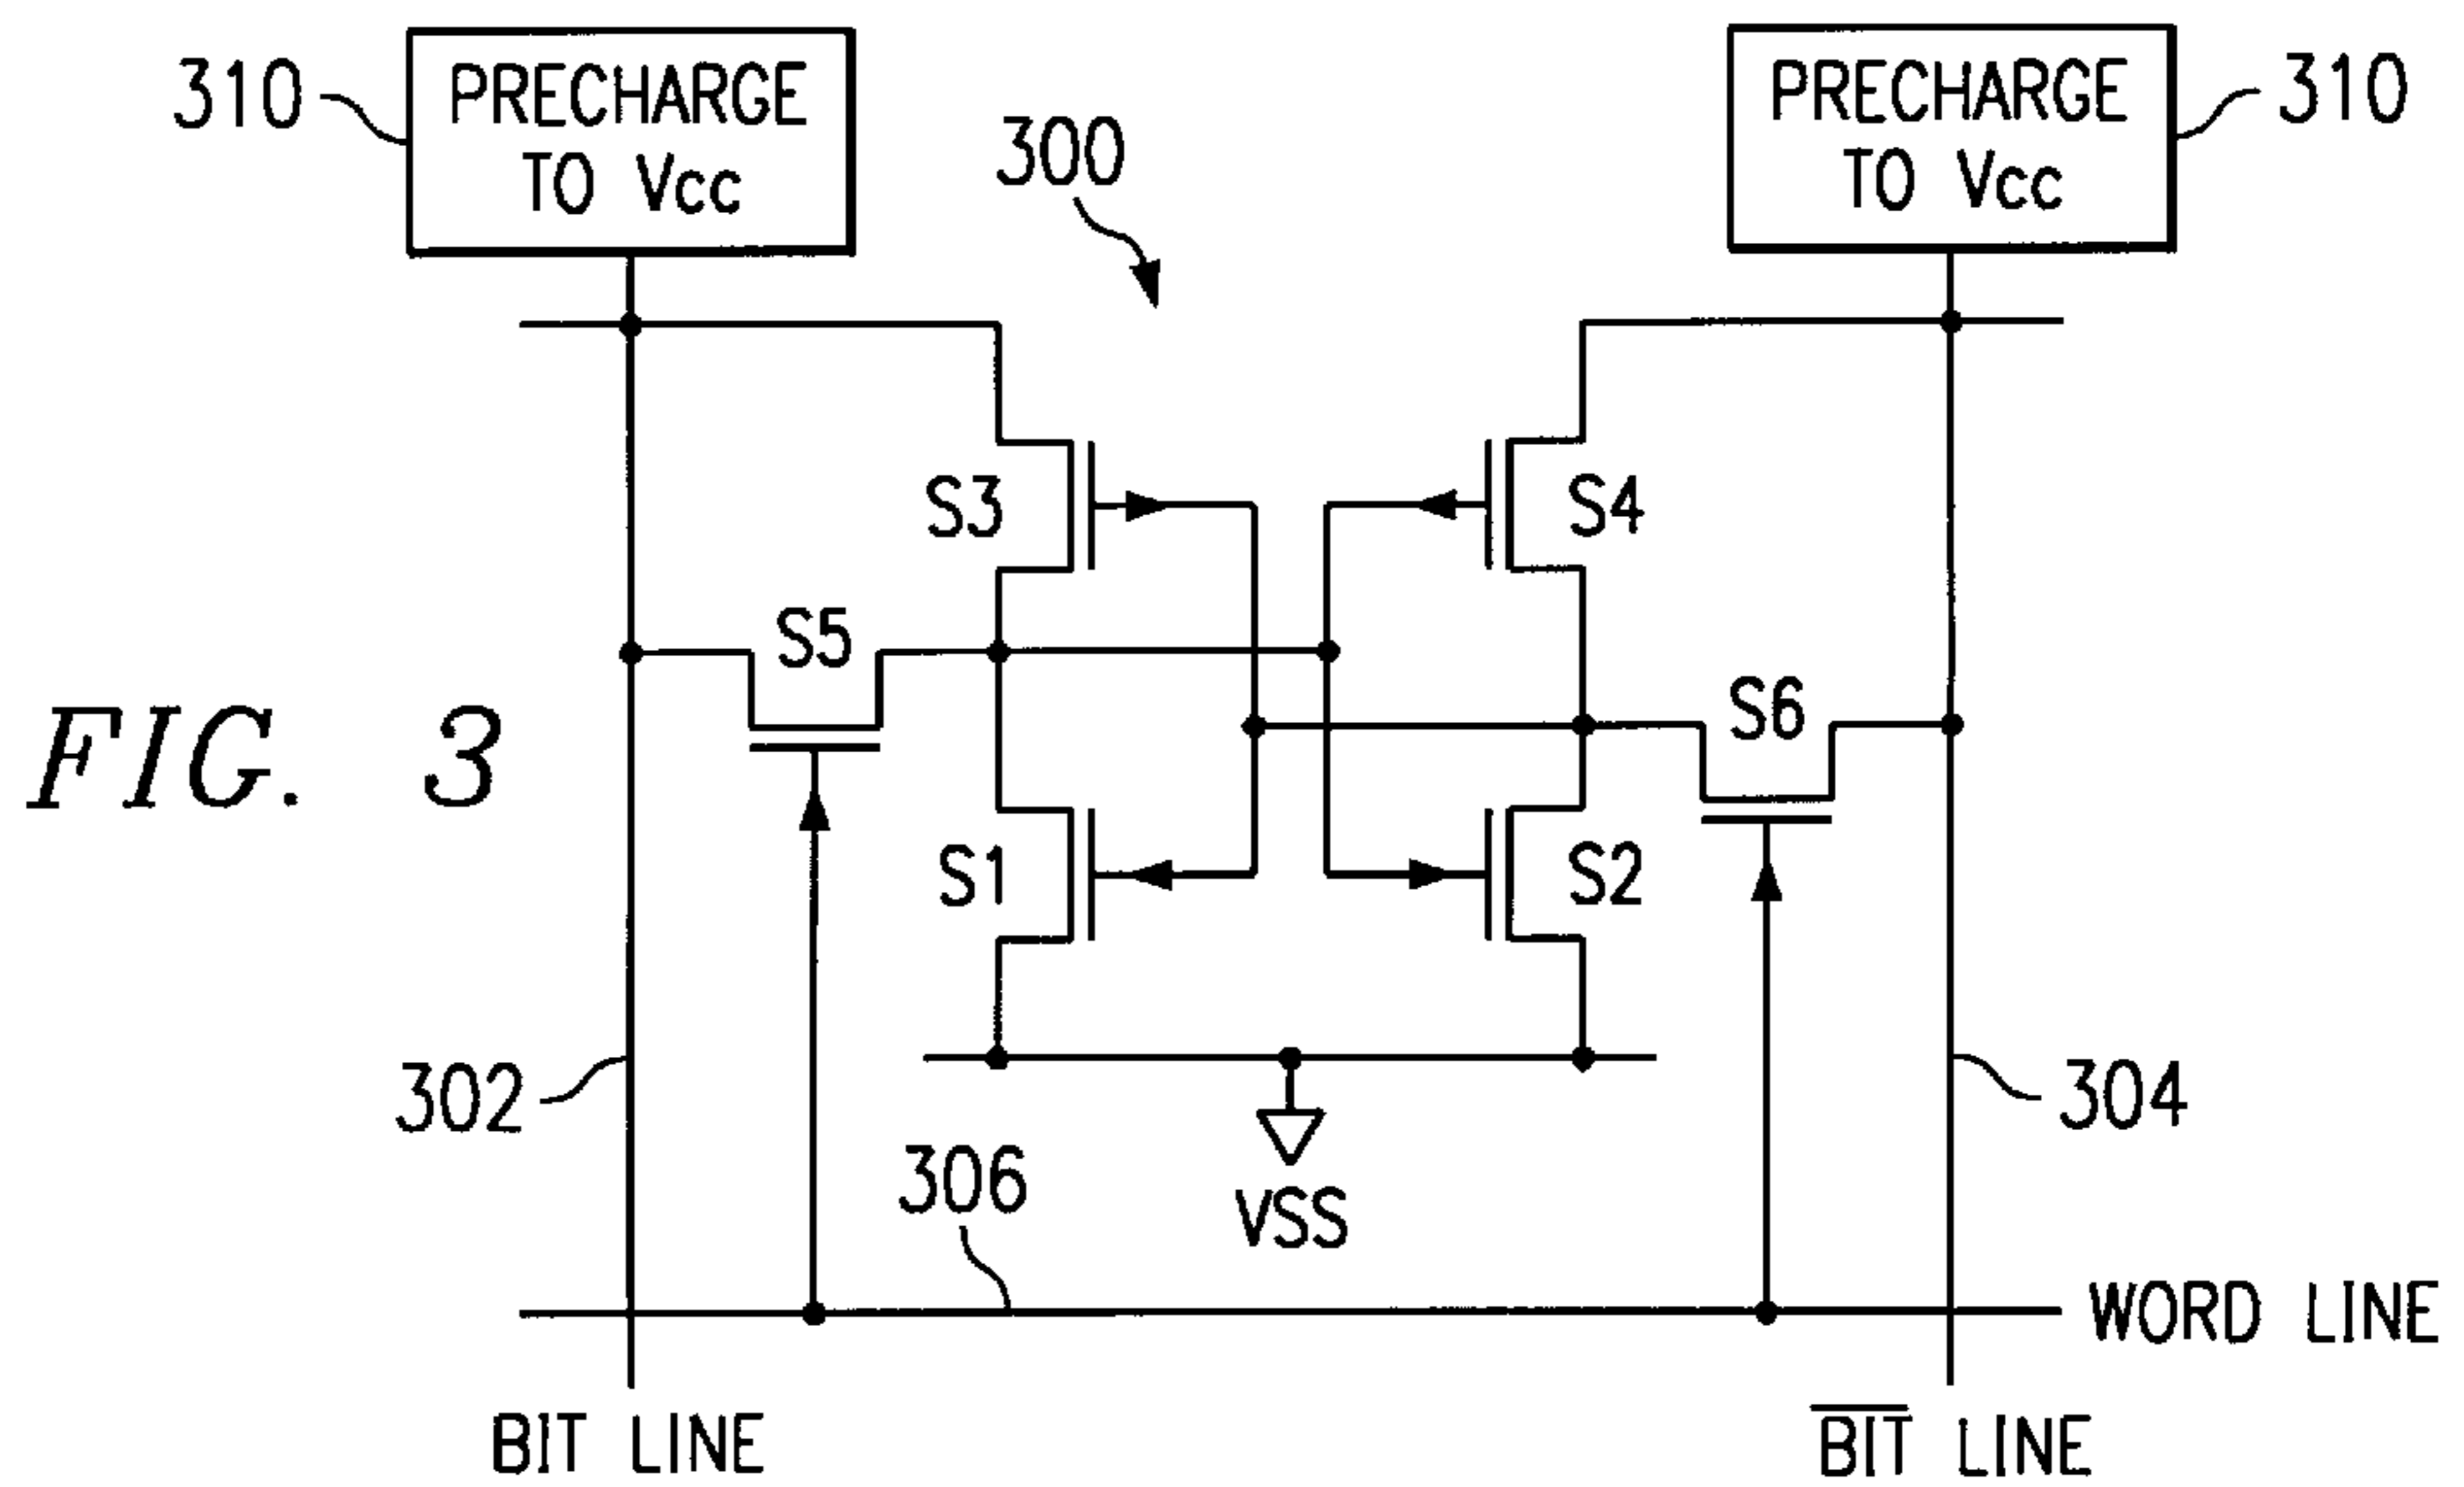 310
PRECHARGE
TO Vcc
300
PRECHARGE
TO Vcc
310
S3
S4
S5
S6
FIG. 3
S1
S2
302
304
306
VSS
WORD LINE
BIT LINE
B̅I̅T̅ LINE